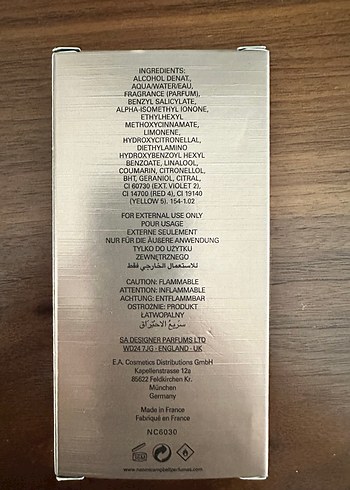 INGREDIENTS:
ALCOHOL DENAT.,
AQUA/WATER/EAU,
FRAGRANCE (PARFUM),
BENZYL SALICYLATE,
ALPHA-ISOMETHYL IONONE,
ETHYLHEXYL
METHOXYCINNAMATE,
LIMONENE,
HYDROXYCITRONELLAL,
DIETHYLAMINO
HYDROXYBENZOYL HEXYL
BENZOATE, LINALOOL,
COUMARIN, CITRONELLOL,
BHT, GERANIOL, CITRAL,
CI 60730 (EXT. VIOLET 2),
CI 14700 (RED 4), CI 19140
(YELLOW 5). 154-1.02
FOR EXTERNAL USE ONLY
POUR USAGE
EXTERNE SEULEMENT
NUR FÜR DIE ÄUßERE ANWENDUNG
TYLKO DO UŻYTKU
ZEWNĘTRZNEGO
للاستعمال الخارجي فقط
CAUTION: FLAMMABLE
ATTENTION: INFLAMMABLE
ACHTUNG: ENTFLAMMBAR
OSTROŻNIE: PRODUKT
ŁATWOPALNY
سريع الاحتراق
SA DESIGNER PARFUMS LTD
WD24 7JG · ENGLAND · UK
E.A. Cosmetics Distributions GmbH
Kapellenstrasse 12a
85622 Feldkirchen Kr.
München
Germany
Made in France
Fabriqué en France
NC6030
www.naomicampbellperfumes.com